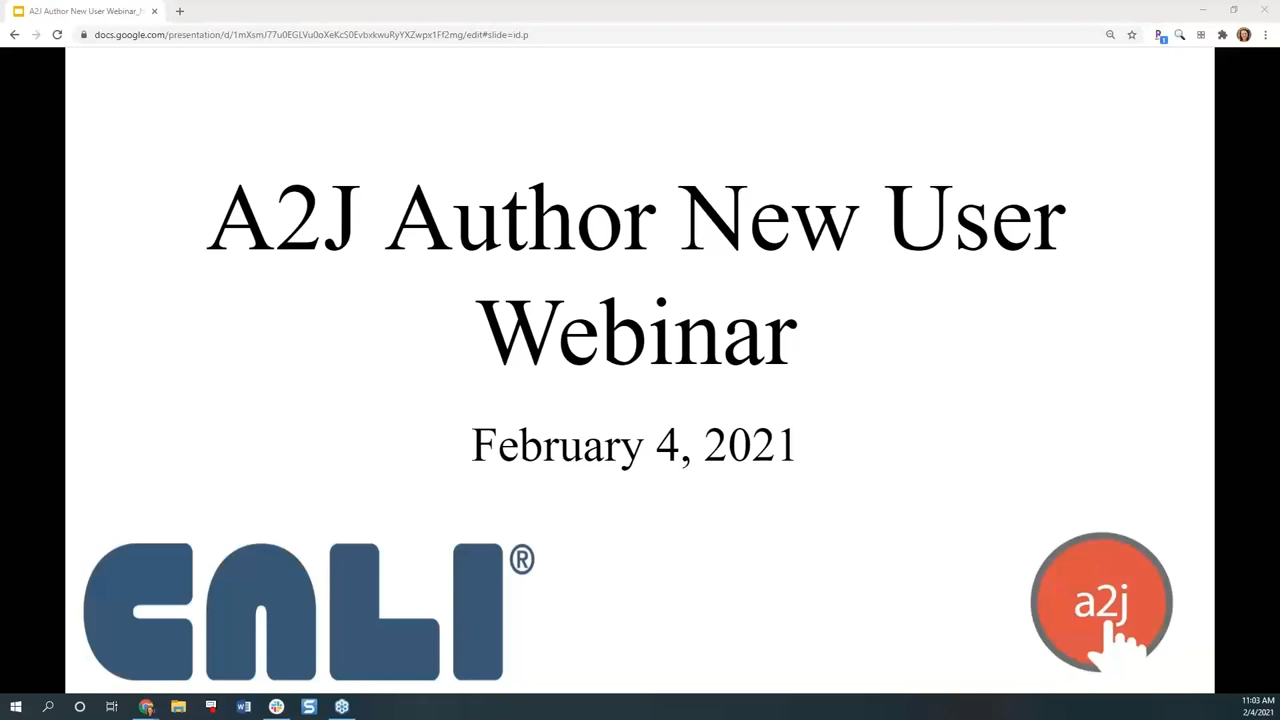 A2J Author New User Webinar_N
docs.google.com/presentation/d/1mXsmJ77u0EGLVu0oXeKcS0EvbxkwuRyYXZwpx1Ff2mg/edit#slide=id.p
A2J Author New User
Webinar
February 4, 2021
CALI®
a2j
11:03 AM
2/4/2021